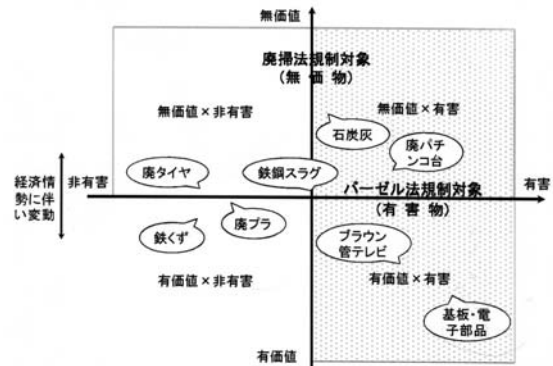 無価値
廃掃法規制対象
(無 価 物)
無価値×非有害
無価値×有害
石炭灰
廃パチ
ンコ台
廃タイヤ
鉄鋼スラグ
経済情
勢に伴
い変動
非有害
バーゼル法規制対象
(有 害 物)
有害
鉄くず
廃プラ
ブラウン
管テレビ
有価値×非有害
有価値×有害
基板・電
子部品
有価値